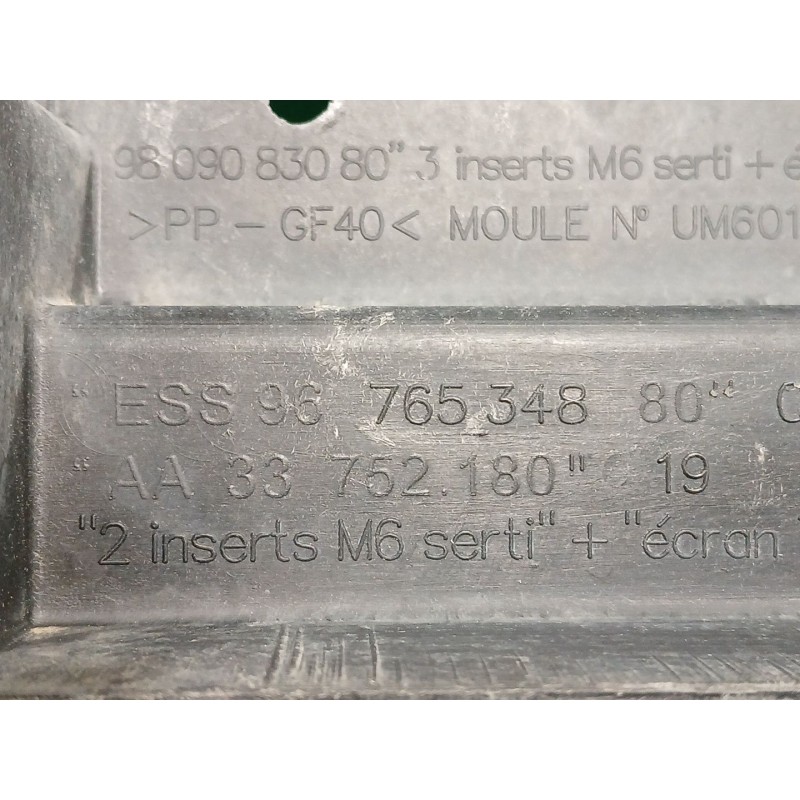 98 090 830 80" 3 inserts M6 serti + é
>PP - GF40< MOULE N° UM601
"ESS 96 765 348 80"
"AA 33 752.180" 19
"2 inserts M6 serti" + "écran